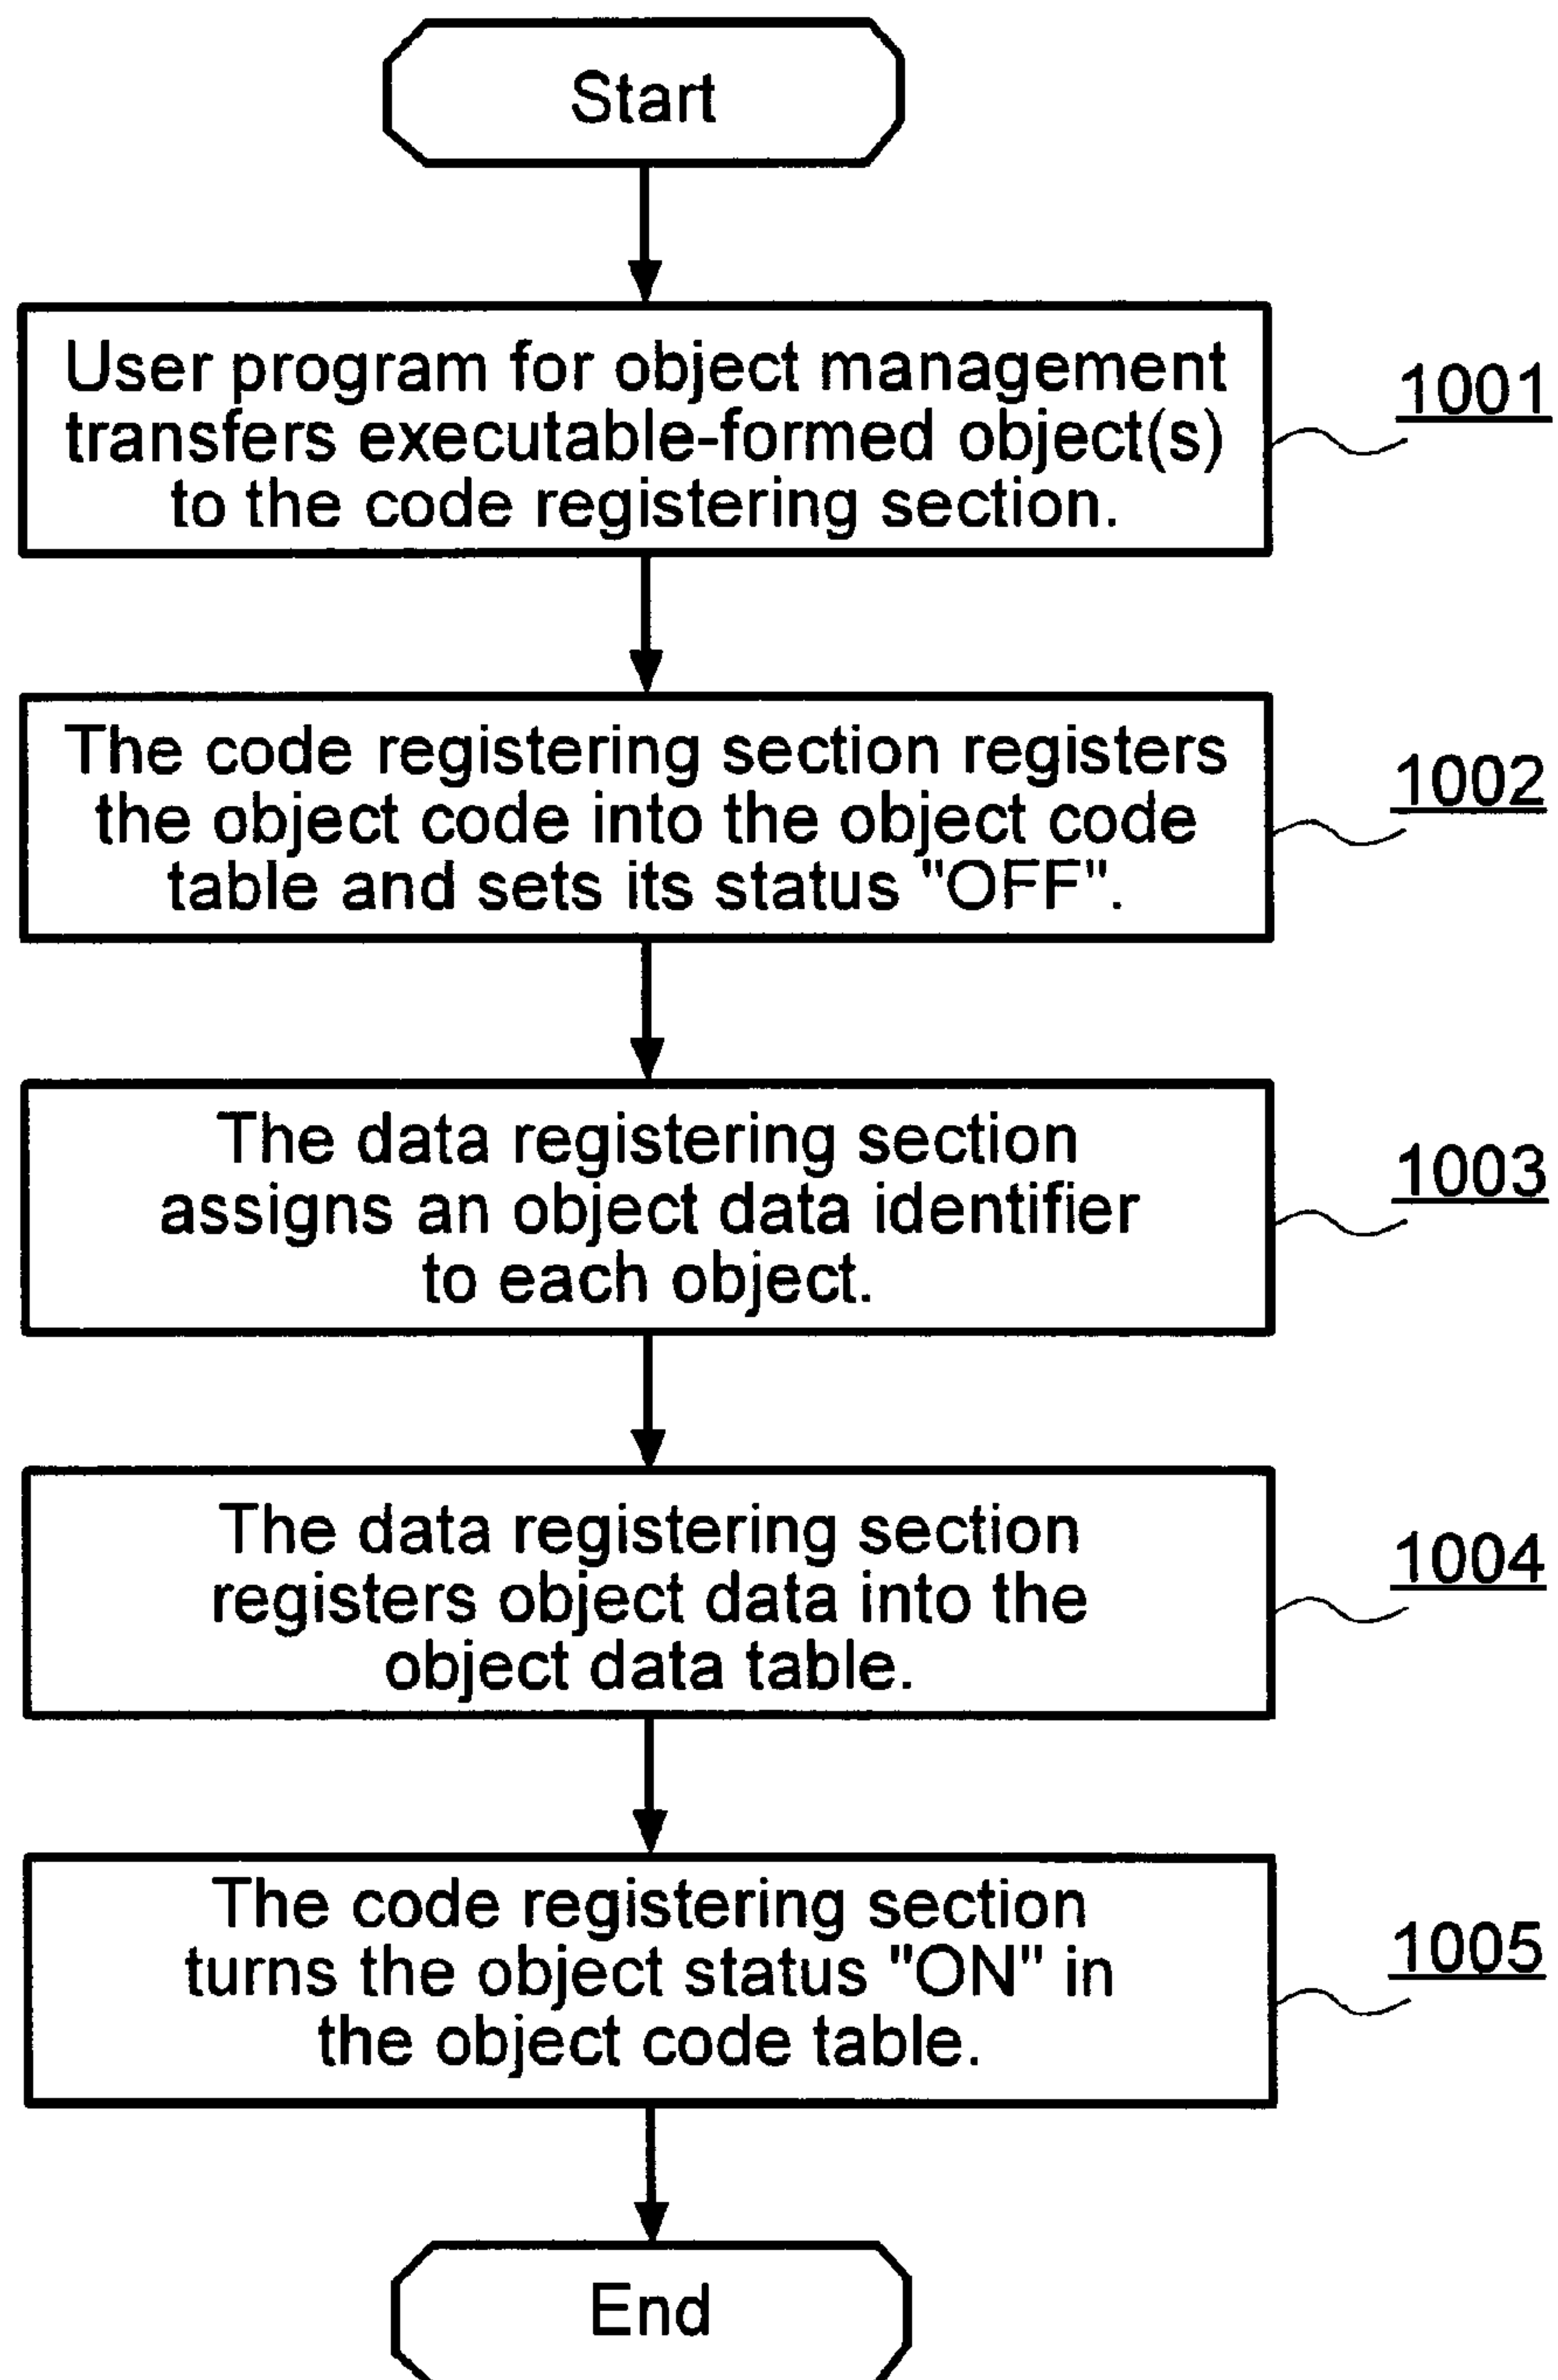 Start
User program for object management
transfers executable-formed object(s)
to the code registering section.
1001
The code registering section registers
the object code into the object code
table and sets its status "OFF".
1002
The data registering section
assigns an object data identifier
to each object.
1003
The data registering section
registers object data into the
object data table.
1004
The code registering section
turns the object status "ON" in
the object code table.
1005
End